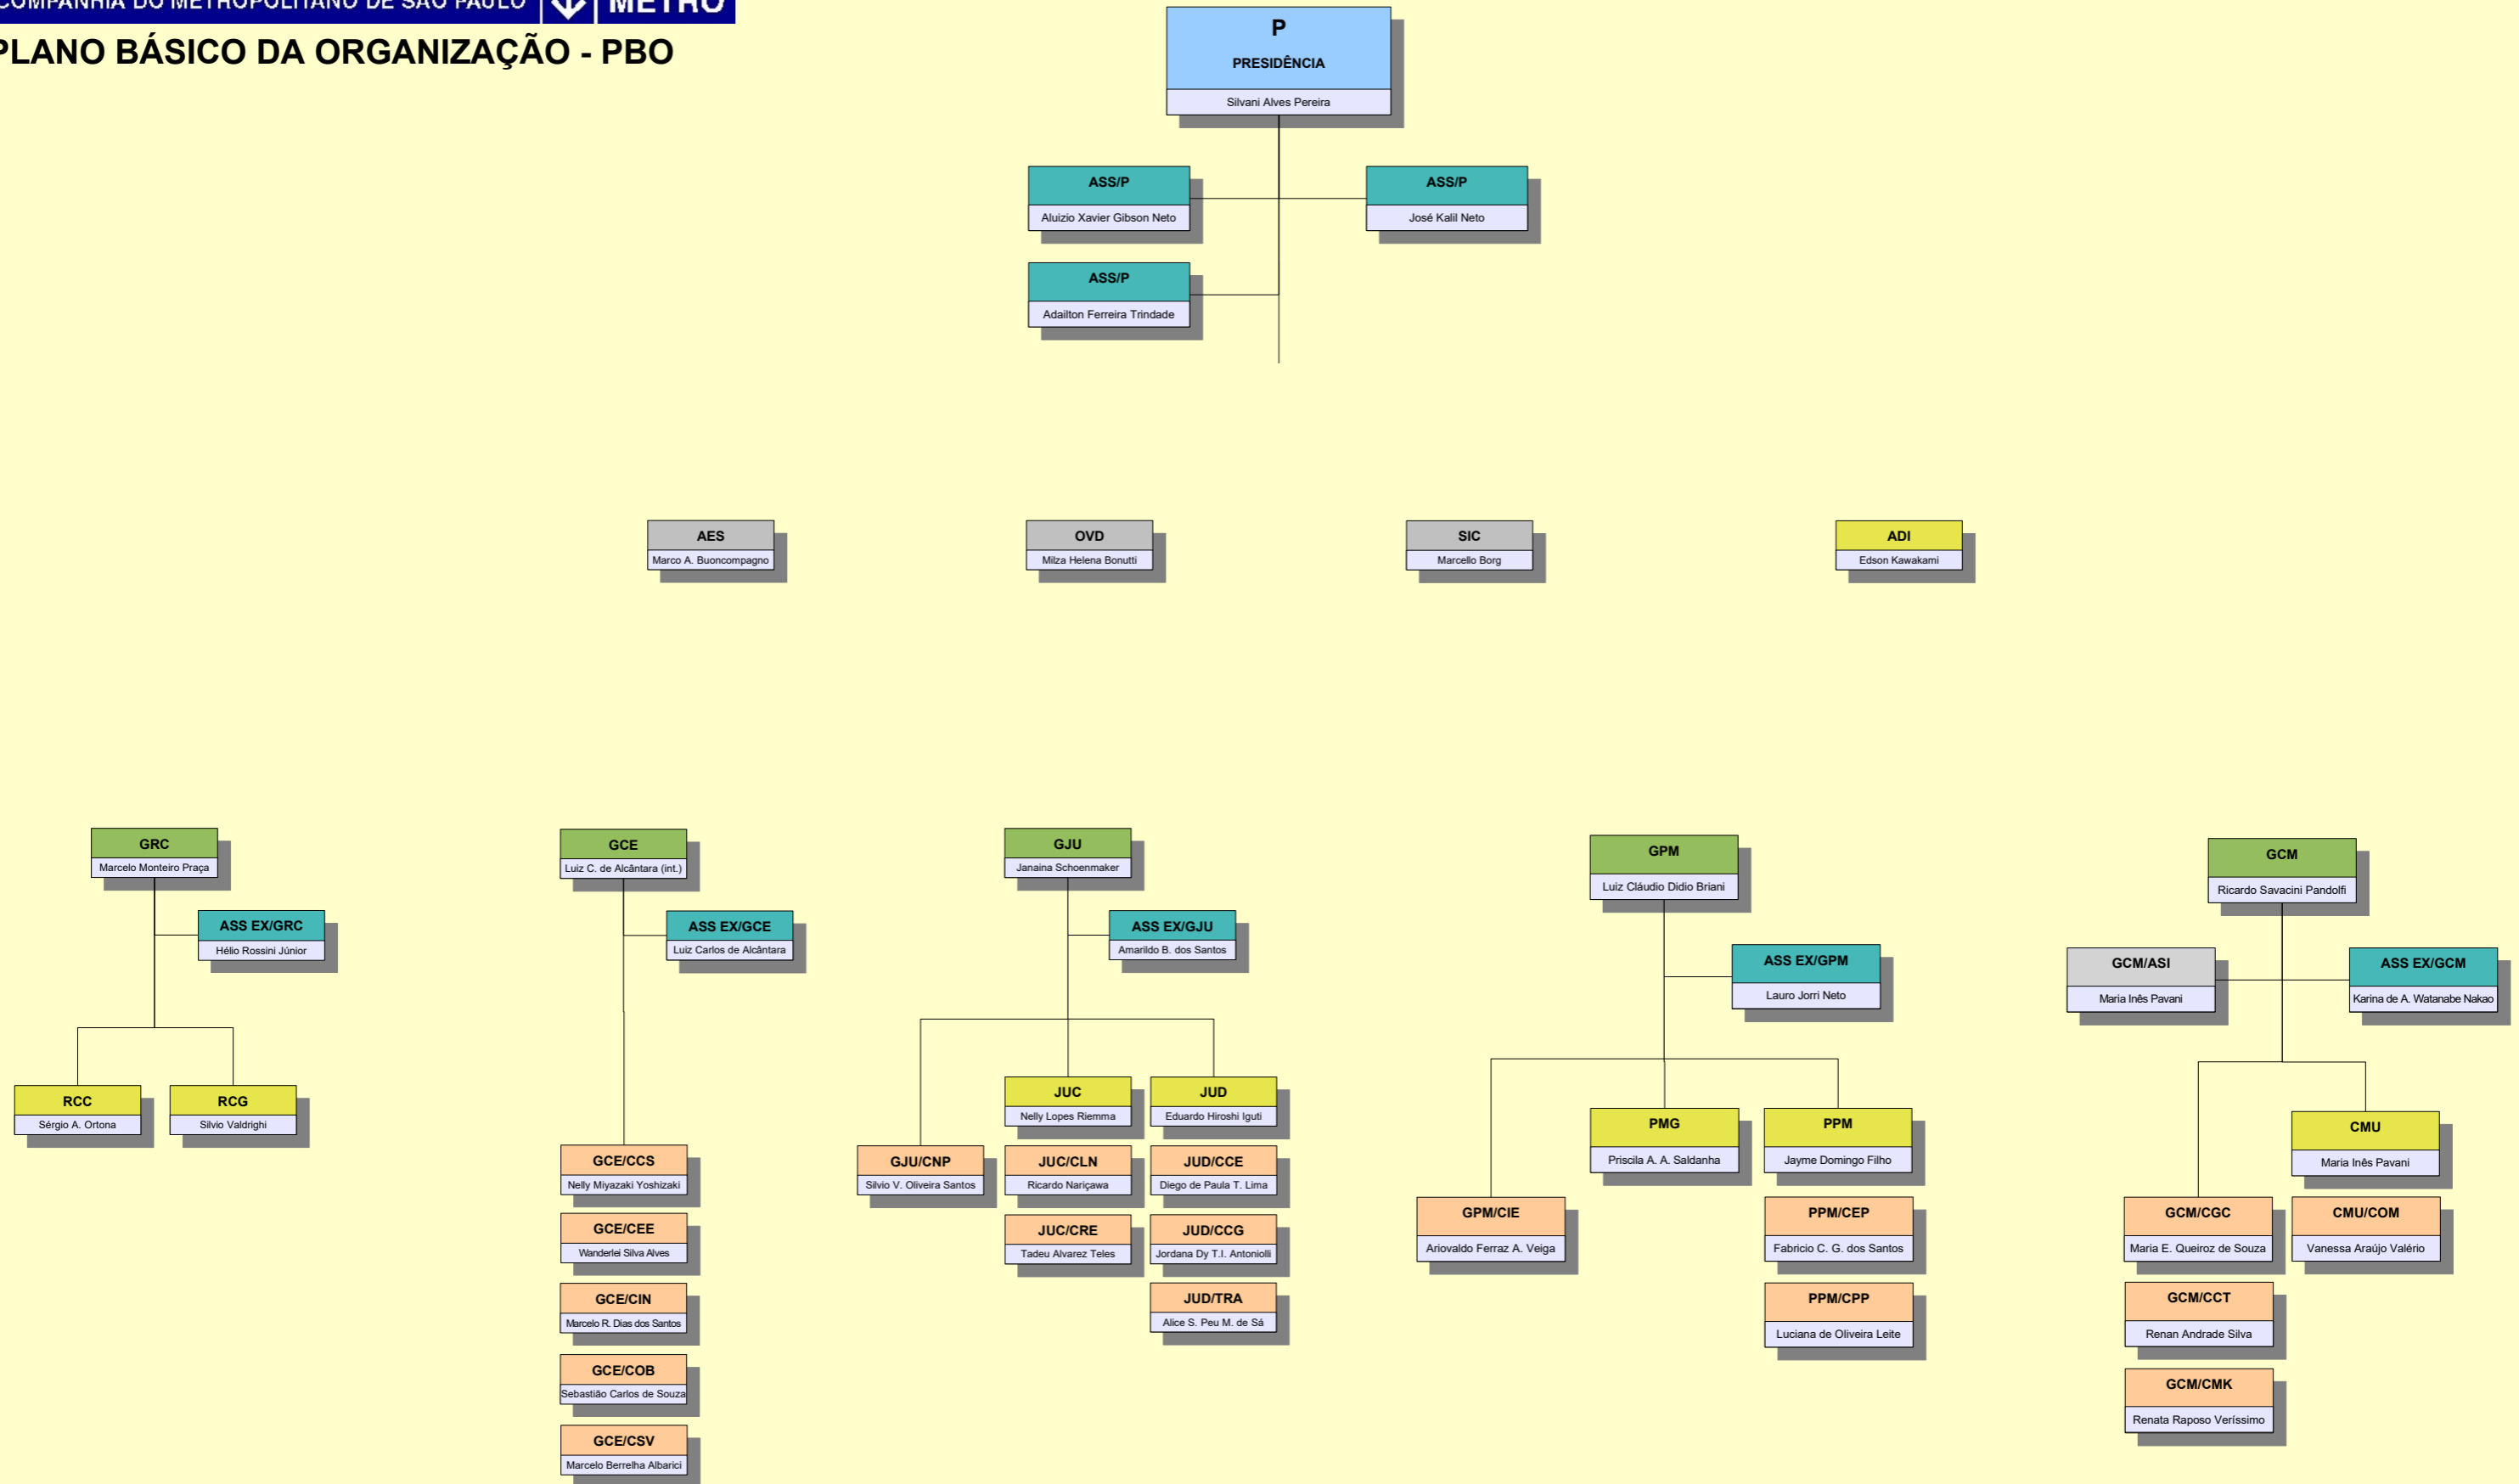 COMPANHIA DO METROPOLITANO DE SÃO PAULO METRÔ
PLANO BÁSICO DA ORGANIZAÇÃO - PBO
P
PRESIDÊNCIA
Silvani Alves Pereira
ASS/P
Aluizio Xavier Gibson Neto
ASS/P
José Kalil Neto
ASS/P
Adailton Ferreira Trindade
AES
Marco A. Buoncompagno
OVD
Milza Helena Bonutti
SIC
Marcello Borg
ADI
Edson Kawakami
GRC
Marcelo Monteiro Praça
ASS EX/GRC
Hélio Rossini Júnior
RCC
Sérgio A. Ortona
RCG
Silvio Valdrighi
GCE
Luiz C. de Alcântara (int.)
ASS EX/GCE
Luiz Carlos de Alcântara
GCE/CCS
Nelly Miyazaki Yoshizaki
GCE/CEE
Wanderlei Silva Alves
GCE/CIN
Marcelo R. Dias dos Santos
GCE/COB
Sebastião Carlos de Souza
GCE/CSV
Marcelo Berrelha Albarici
GJU
Janaina Schoenmaker
ASS EX/GJU
Amarildo B. dos Santos
GJU/CNP
Silvio V. Oliveira Santos
JUC
Nelly Lopes Riemma
JUC/CLN
Ricardo Nariçawa
JUC/CRE
Tadeu Alvarez Teles
JUD
Eduardo Hiroshi Iguti
JUD/CCE
Diego de Paula T. Lima
JUD/CCG
Jordana Dy T.I. Antoniolli
JUD/TRA
Alice S. Peu M. de Sá
GPM
Luiz Cláudio Didio Briani
ASS EX/GPM
Lauro Jorri Neto
GPM/CIE
Ariovaldo Ferraz A. Veiga
PMG
Priscila A. A. Saldanha
PPM
Jayme Domingo Filho
PPM/CEP
Fabricio C. G. dos Santos
PPM/CPP
Luciana de Oliveira Leite
GCM
Ricardo Savacini Pandolfi
GCM/ASI
Maria Inês Pavani
ASS EX/GCM
Karina de A. Watanabe Nakao
GCM/CGC
Maria E. Queiroz de Souza
GCM/CCT
Renan Andrade Silva
GCM/CMK
Renata Raposo Veríssimo
CMU
Maria Inês Pavani
CMU/COM
Vanessa Araújo Valério